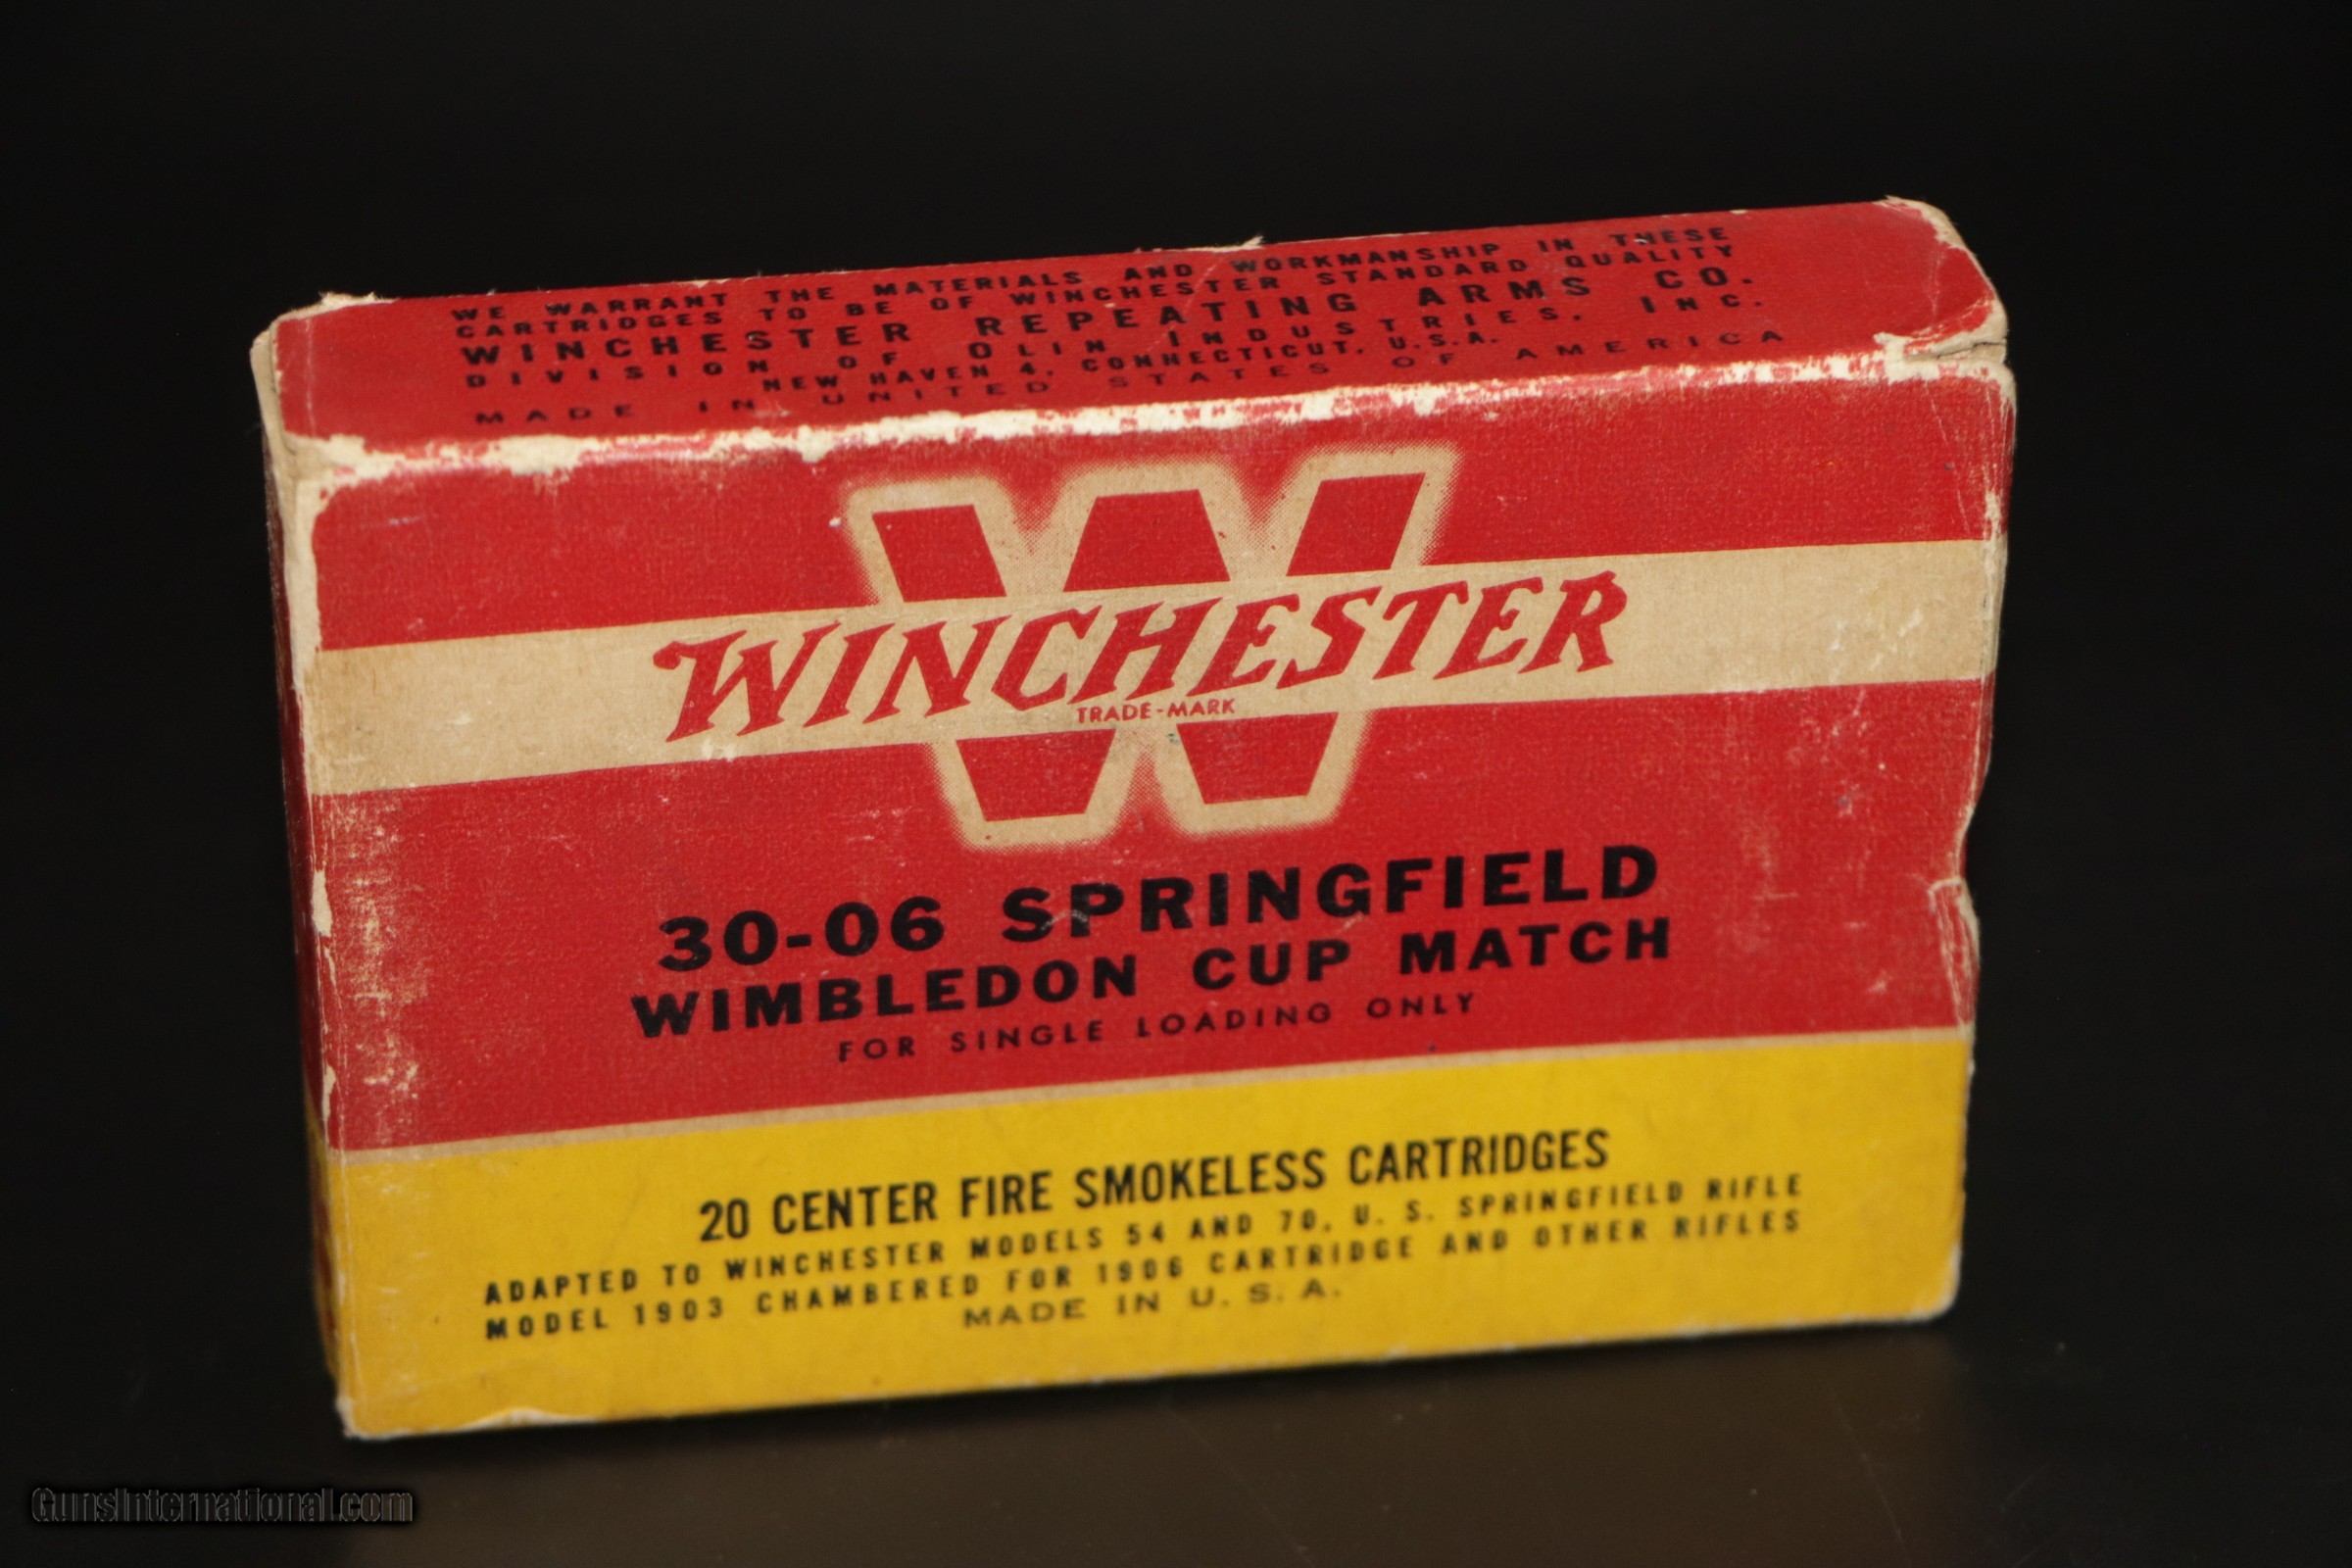 WE WARRANT THE MATERIALS AND WORKMANSHIP IN THESE
CARTRIDGES TO BE OF WINCHESTER STANDARD QUALITY
WINCHESTER REPEATING ARMS CO.
DIVISION OF OLIN INDUSTRIES, INC.
NEW HAVEN 4, CONNECTICUT, U.S.A.
MADE IN UNITED STATES OF AMERICA
W
WINCHESTER
TRADE-MARK
30-06 SPRINGFIELD
WIMBLEDON CUP MATCH
FOR SINGLE LOADING ONLY
20 CENTER FIRE SMOKELESS CARTRIDGES
ADAPTED TO WINCHESTER MODELS 54 AND 70, U. S. SPRINGFIELD RIFLE
MODEL 1903 CHAMBERED FOR 1906 CARTRIDGE AND OTHER RIFLES
MADE IN U. S. A.
GunsInternational.com